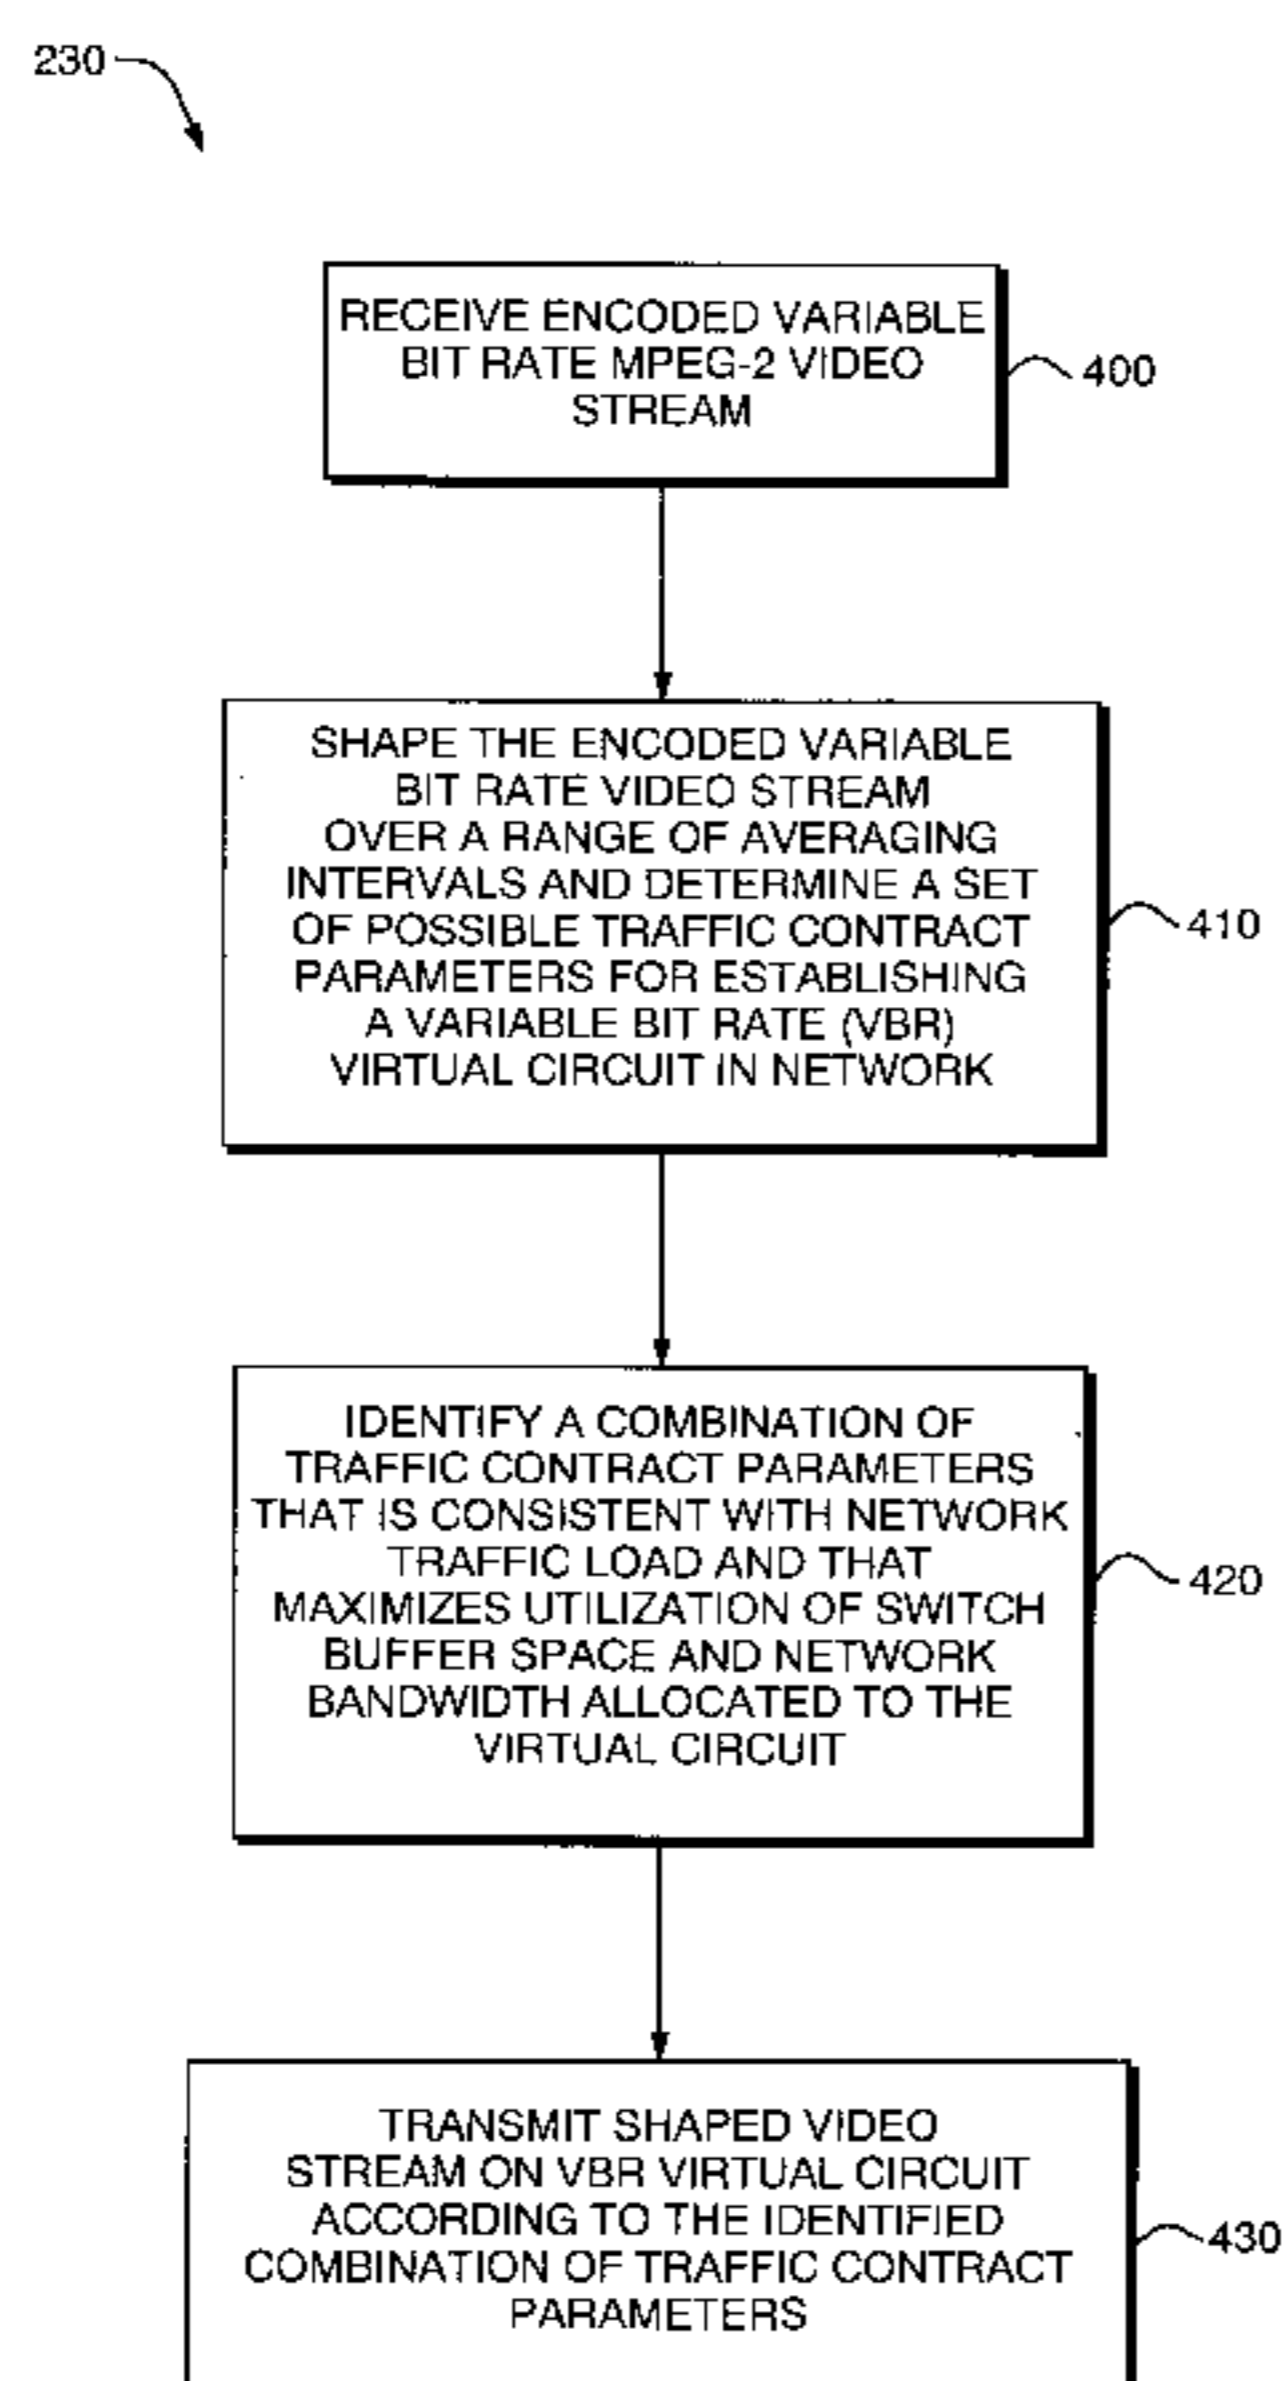 230
RECEIVE ENCODED VARIABLE
BIT RATE MPEG-2 VIDEO
STREAM
400
SHAPE THE ENCODED VARIABLE
BIT RATE VIDEO STREAM
OVER A RANGE OF AVERAGING
INTERVALS AND DETERMINE A SET
OF POSSIBLE TRAFFIC CONTRACT
PARAMETERS FOR ESTABLISHING
A VARIABLE BIT RATE (VBR)
VIRTUAL CIRCUIT IN NETWORK
410
IDENTIFY A COMBINATION OF
TRAFFIC CONTRACT PARAMETERS
THAT IS CONSISTENT WITH NETWORK
TRAFFIC LOAD AND THAT
MAXIMIZES UTILIZATION OF SWITCH
BUFFER SPACE AND NETWORK
BANDWIDTH ALLOCATED TO THE
VIRTUAL CIRCUIT
420
TRANSMIT SHAPED VIDEO
STREAM ON VBR VIRTUAL CIRCUIT
ACCORDING TO THE IDENTIFIED
COMBINATION OF TRAFFIC CONTRACT
PARAMETERS
430